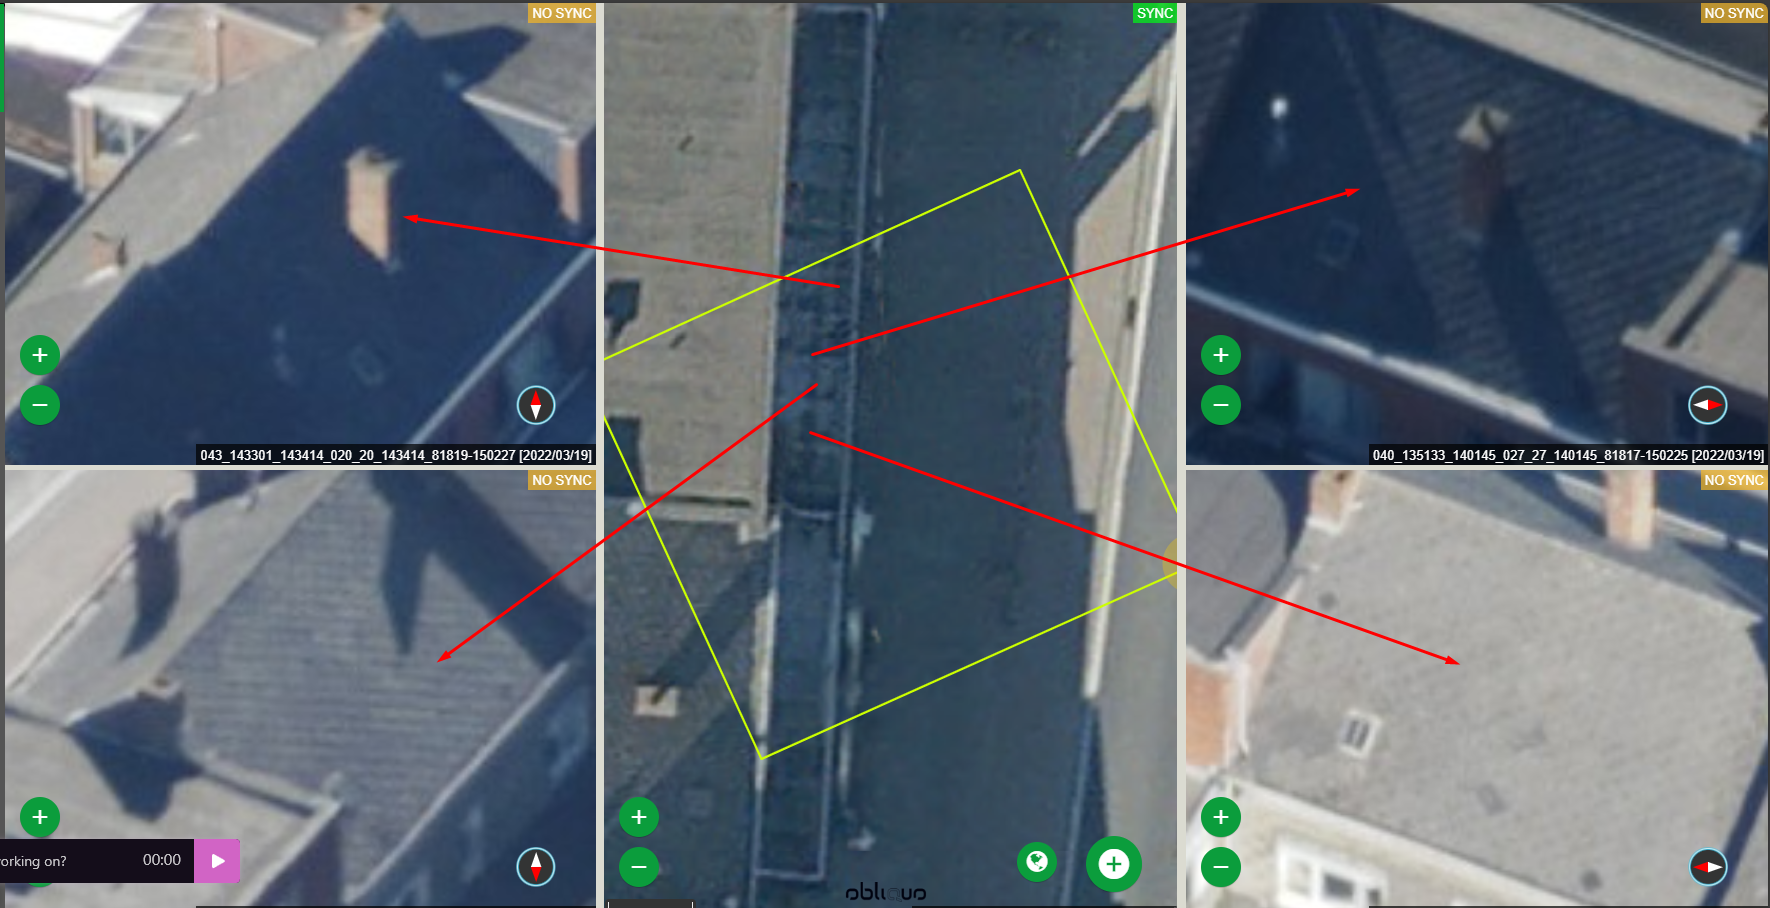 NO SYNC
SYNC
NO SYNC
043_143301_143414_020_20_143414_81819-150227 [2022/03/19]
040_135133_140145_027_27_140145_81817-150225 [2022/03/19]
NO SYNC
NO SYNC
orking on?
00:00
obliquo